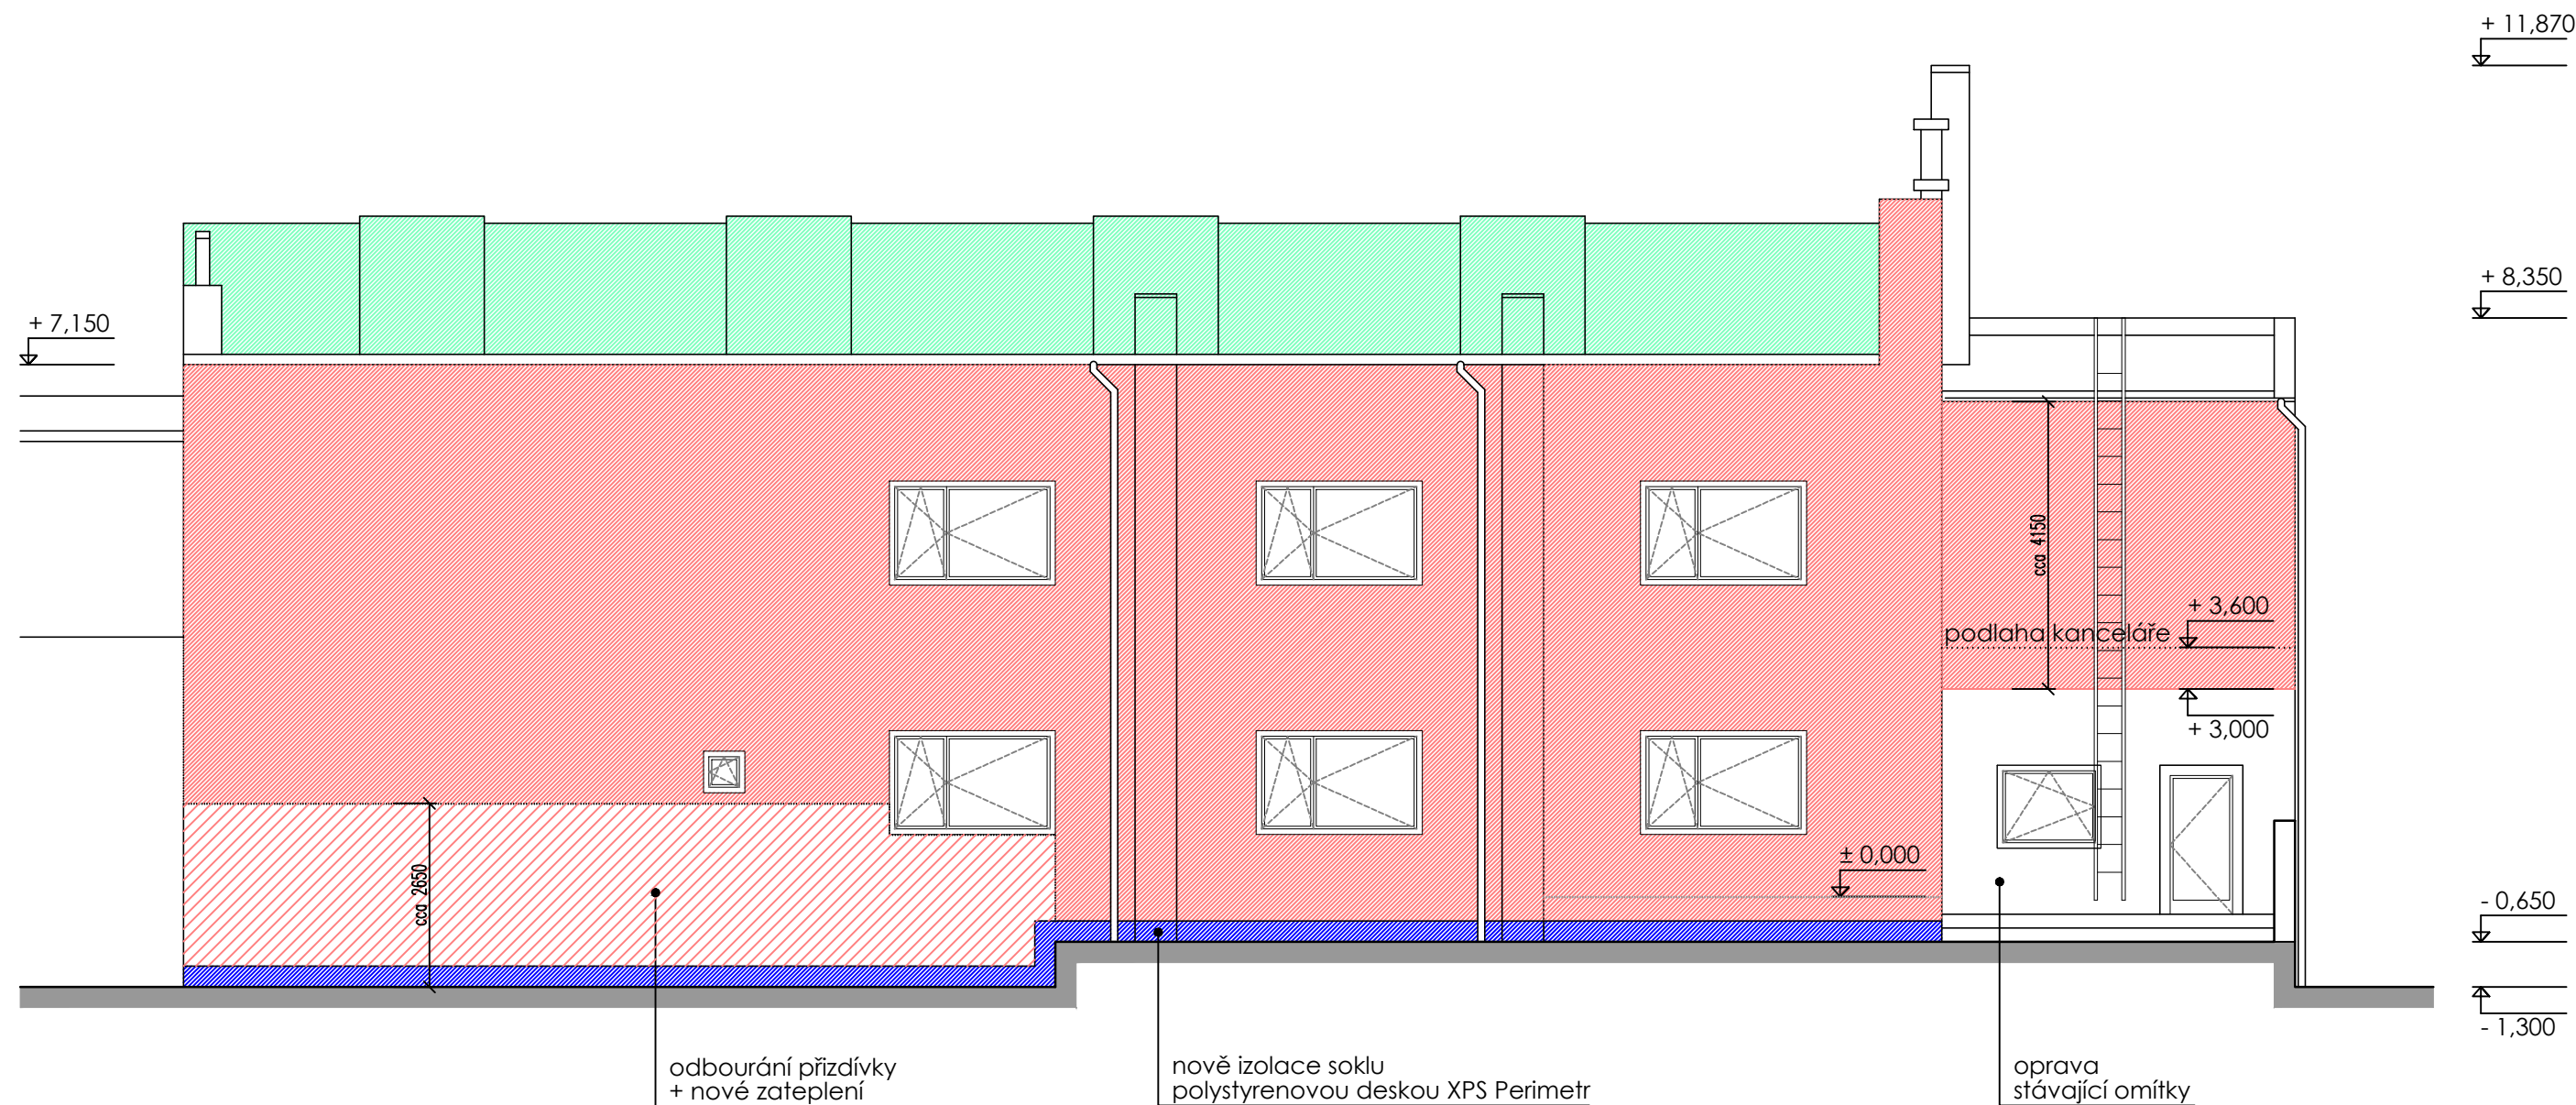 + 11,870
+ 8,350
+ 7,150
cca 4150
+ 3,600
podlaha kanceláře
+ 3,000
± 0,000
cca 2650
- 0,650
- 1,300
odbourání přizdívky
+ nové zateplení
nově izolace soklu
polystyrenovou deskou XPS Perimetr
oprava
stávající omítky